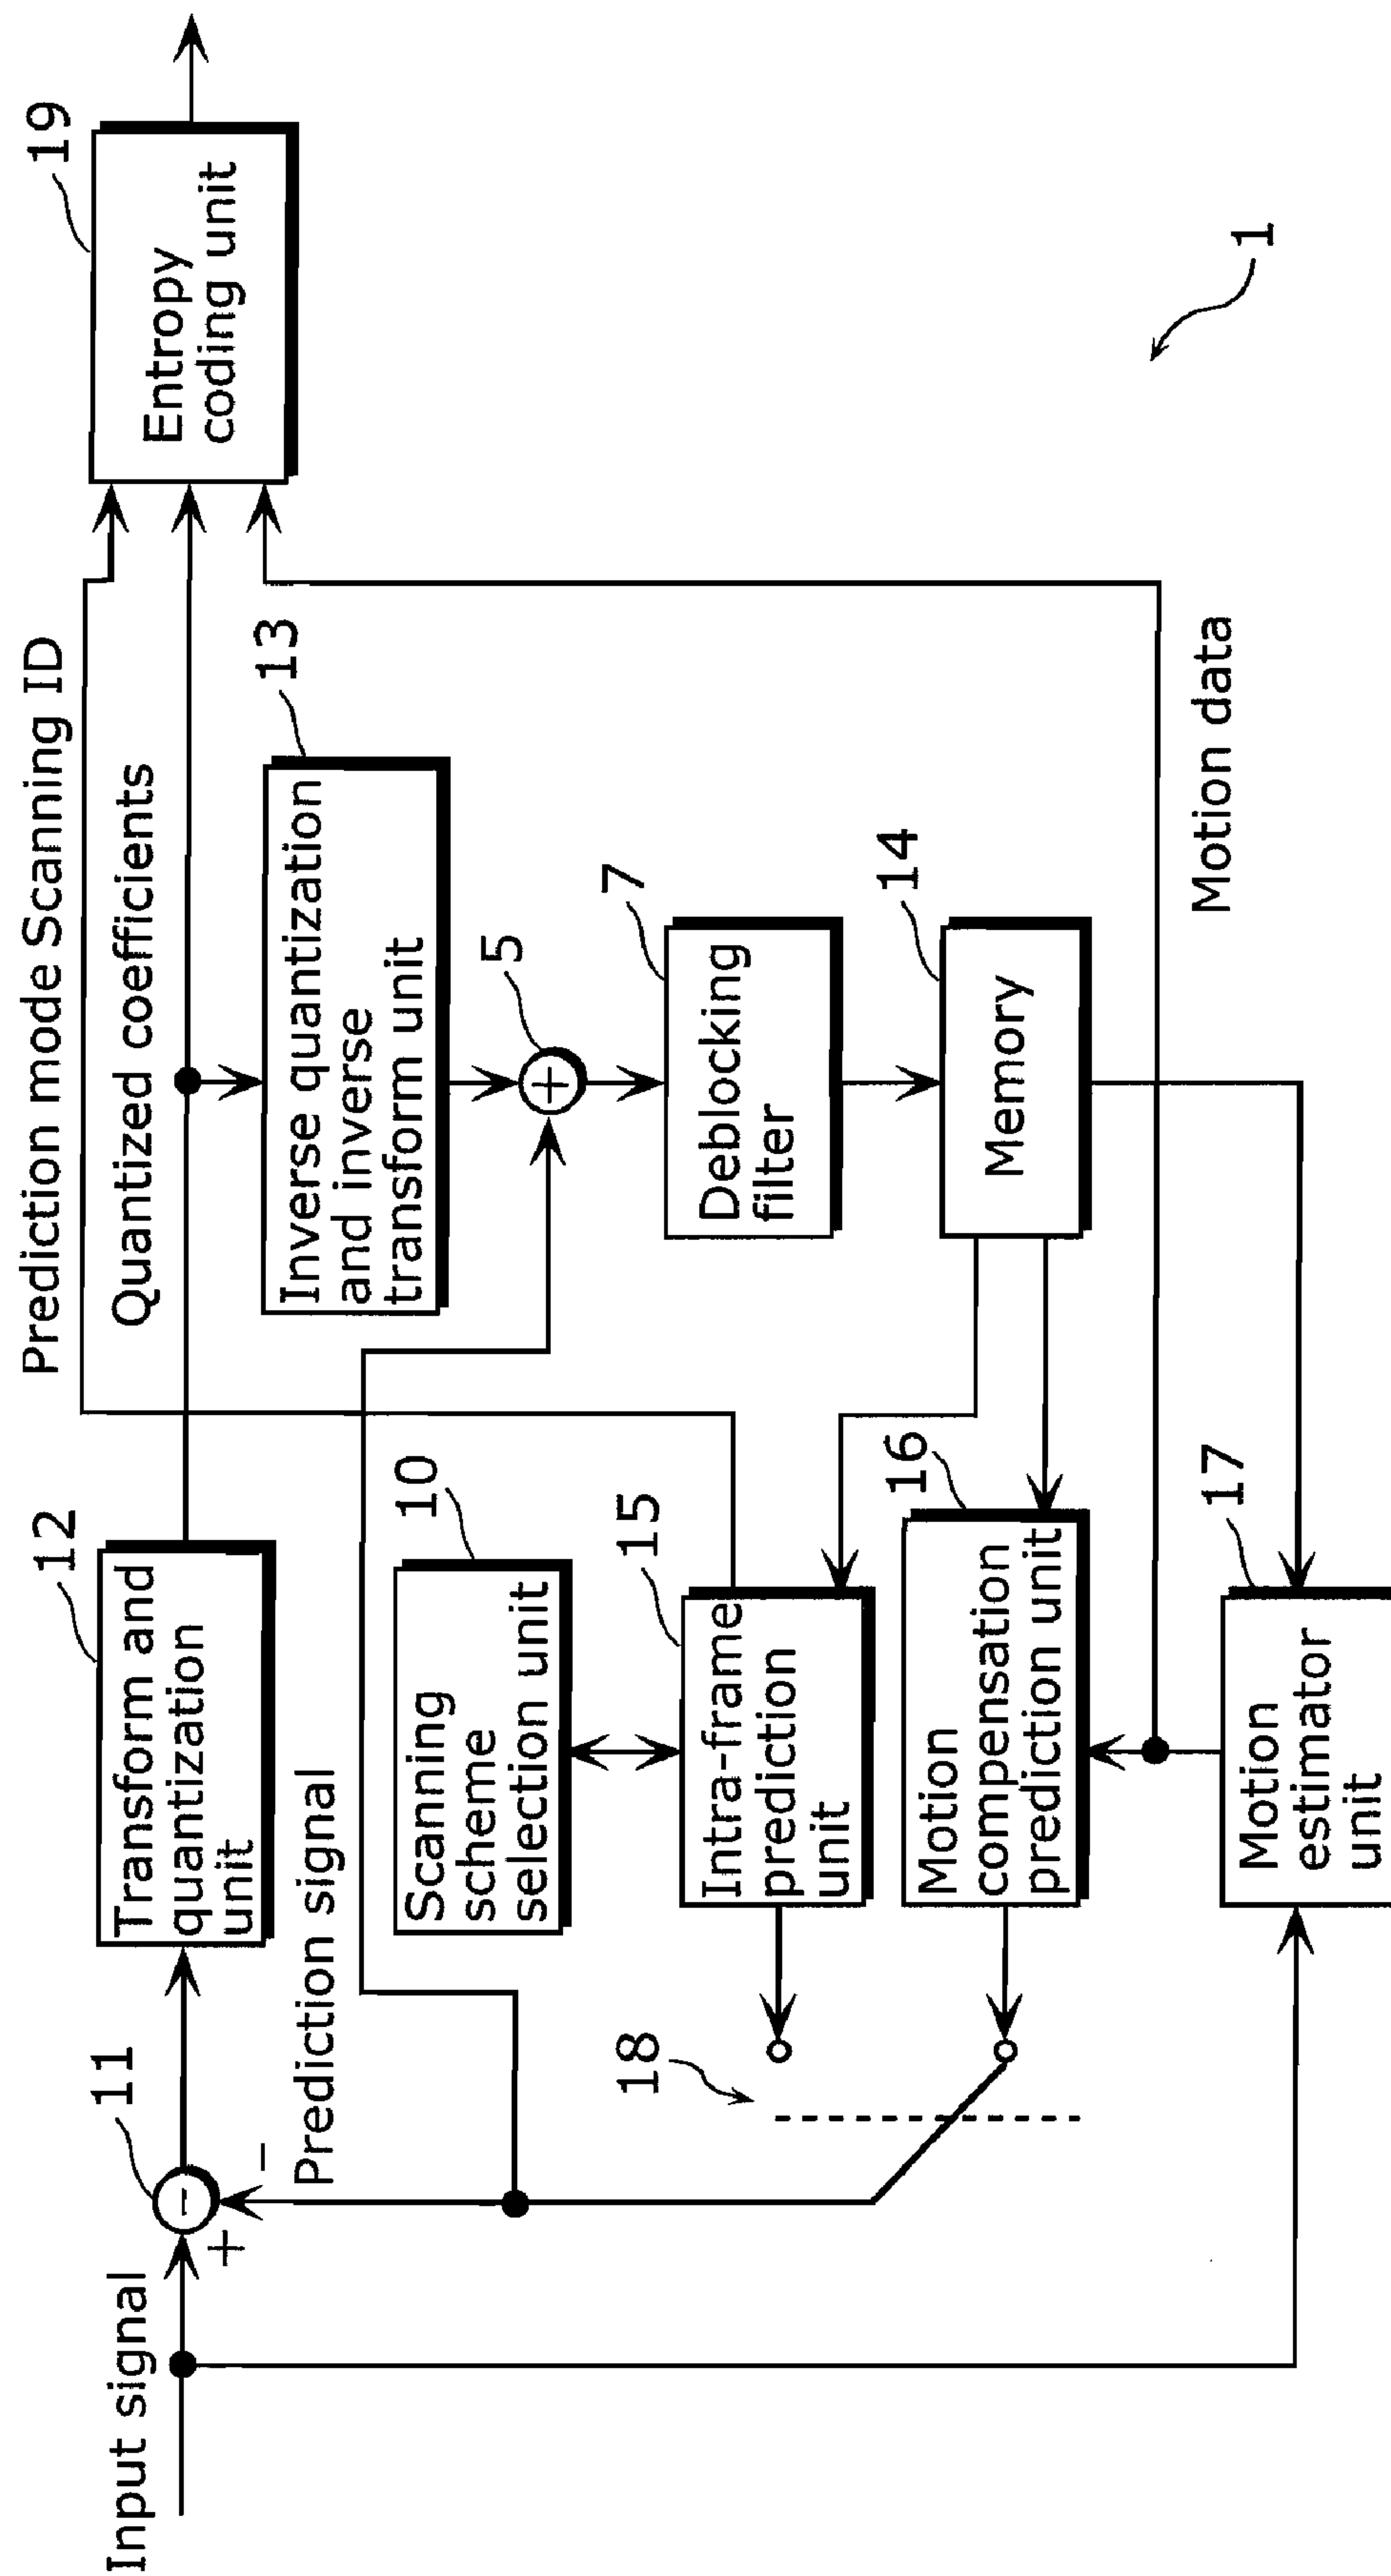 Prediction mode Scanning ID
19
12
Quantized coefficients
Entropy
coding unit
Input signal
11
Transform and
quantization
unit
+
−
-
13
Inverse quantization
and inverse
transform unit
Prediction signal
10
Scanning
scheme
selection unit
5
+
7
Deblocking
filter
18
15
Intra-frame
prediction
unit
14
Memory
16
Motion
compensation
prediction unit
Motion data
1
17
Motion
estimator
unit